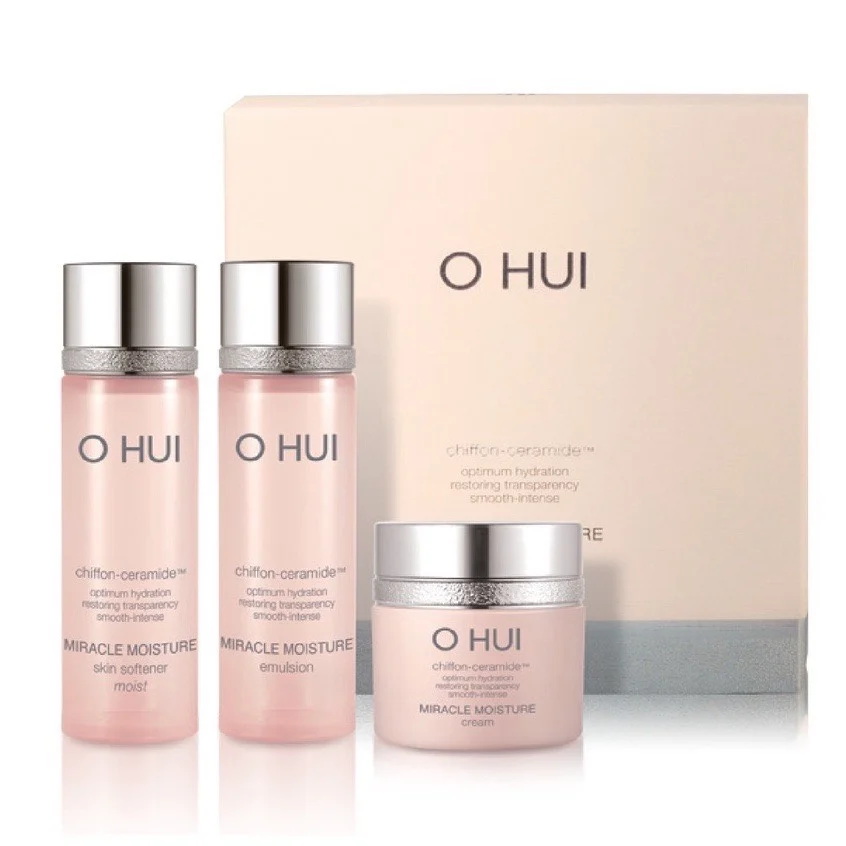 O HUI
chiffon-ceramide™
optimum hydration
restoring transparency
smooth-intense
RE
O HUI
chiffon-ceramide™
optimum hydration
restoring transparency
smooth-intense
MIRACLE MOISTURE
skin softener
moist
O HUI
chiffon-ceramide™
optimum hydration
restoring transparency
smooth-intense
MIRACLE MOISTURE
emulsion
O HUI
chiffon-ceramide™
optimum hydration
restoring transparency
smooth-intense
MIRACLE MOISTURE
cream